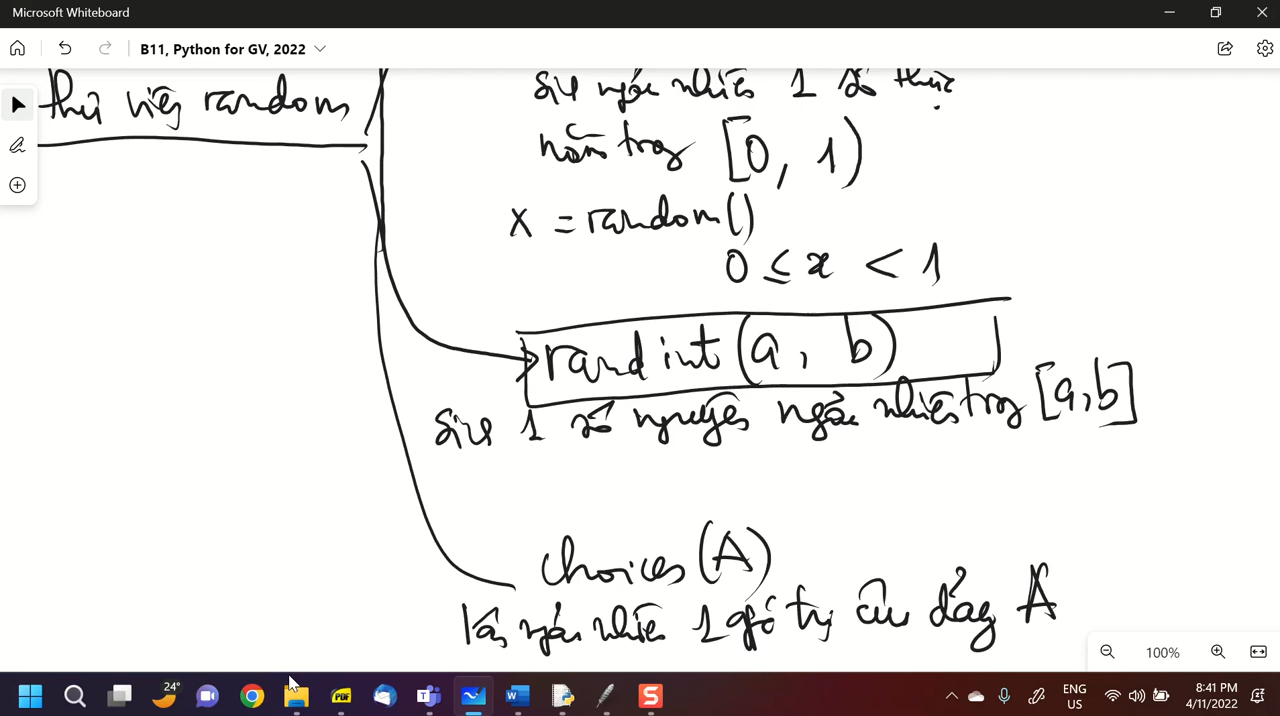 Microsoft Whiteboard
B11, Python for GV, 2022
thư viện random
Sinh ngẫu nhiên 1 số thực
nằm trong [0, 1)
x = random()
0 ≤ x < 1
randint(a, b)
Sinh 1 số nguyên ngẫu nhiên trong [a,b]
choices(A)
lấy ngẫu nhiên 1 giá trị của dãy A
100%
24°
PDF
W
T
S
ENG
US
8:41 PM
4/11/2022